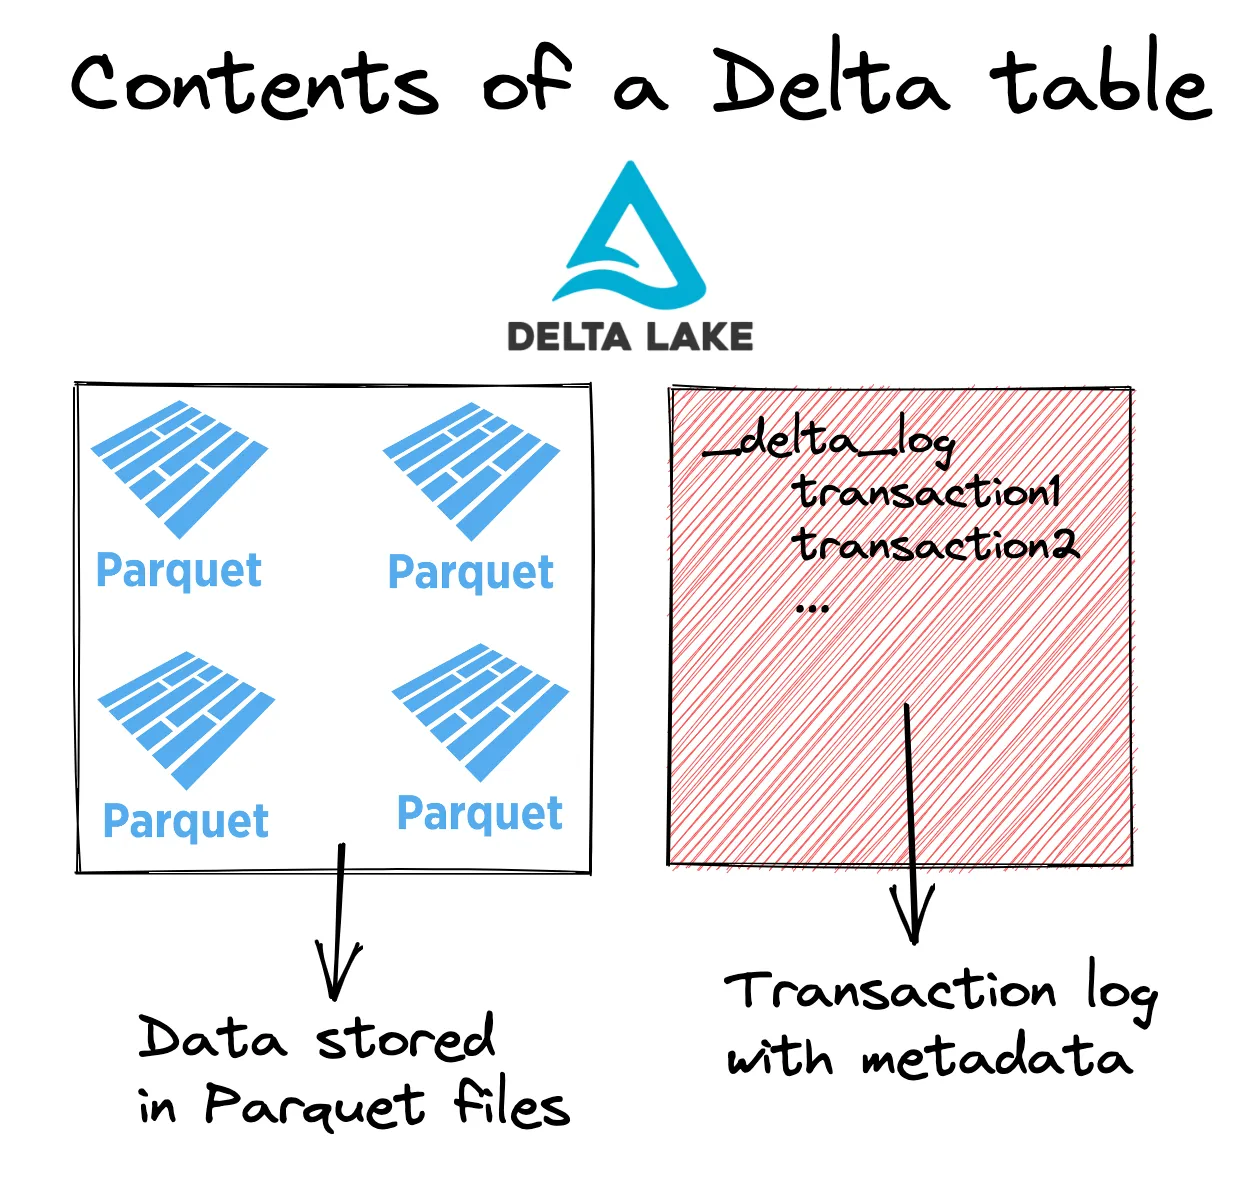 Contents of a Delta table
DELTA LAKE
Parquet
Parquet
Parquet
Parquet
_delta_log
transaction1
transaction2
...
Data stored
in Parquet files
Transaction log
with metadata